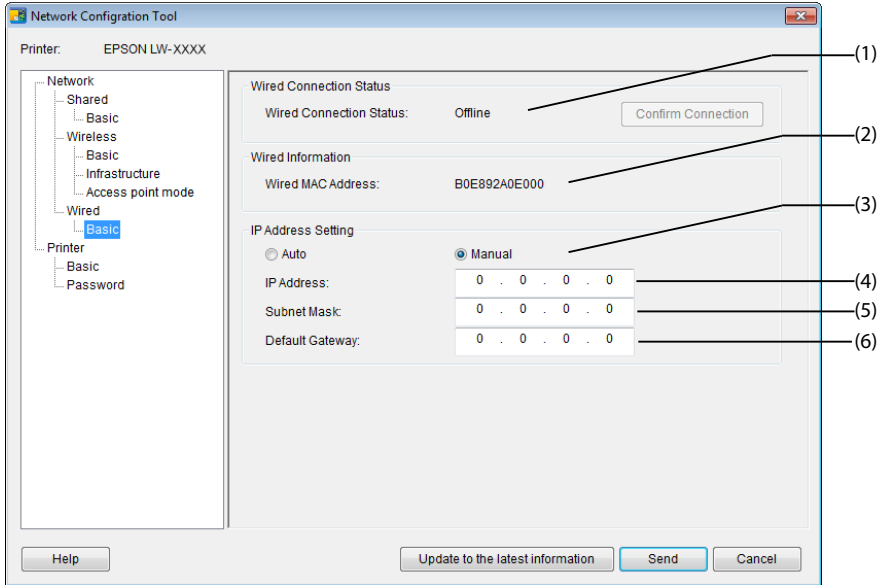 Network Configration Tool
Printer: EPSON LW-XXXX
Network
Shared
Basic
Wireless
Basic
Infrastructure
Access point mode
Wired
Basic
Printer
Basic
Password
Wired Connection Status
Wired Connection Status: Offline Confirm Connection (1)
Wired Information
Wired MAC Address: B0E892A0E000 (2)
IP Address Setting
Auto Manual (3)
IP Address: 0 . 0 . 0 . 0 (4)
Subnet Mask: 0 . 0 . 0 . 0 (5)
Default Gateway: 0 . 0 . 0 . 0 (6)
Help Update to the latest information Send Cancel